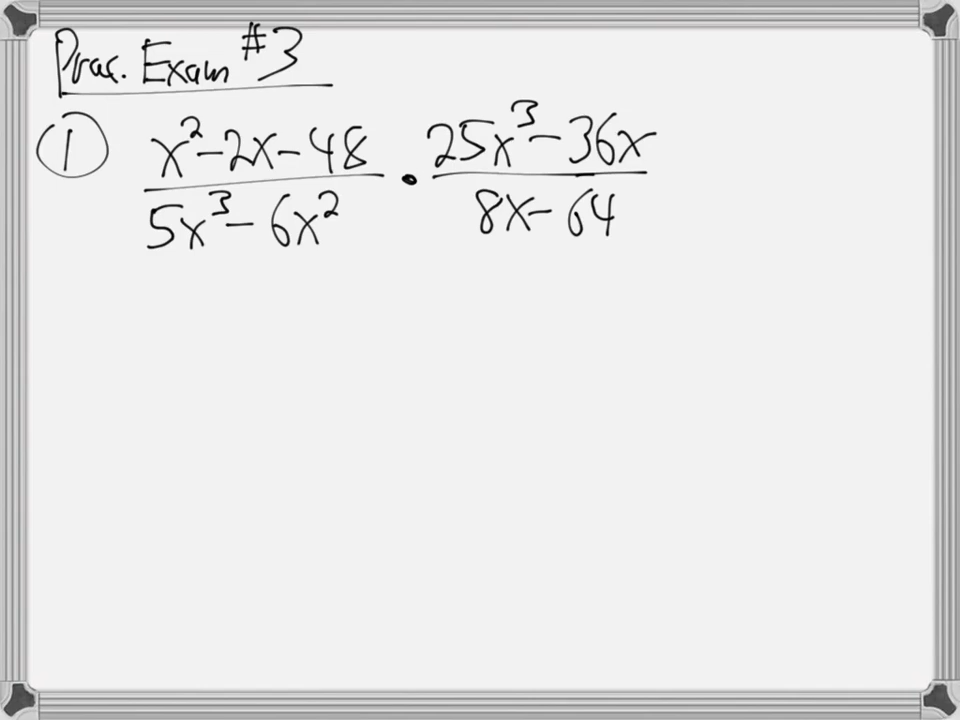 Prac. Exam #3
① x²-2x-48 / 5x³-6x² · 25x³-36x / 8x-64